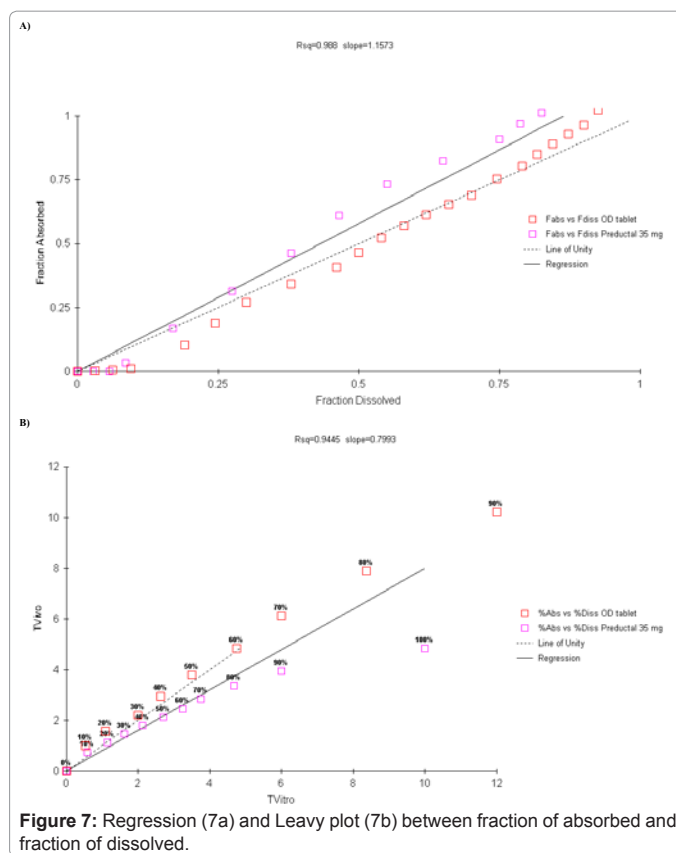 A)
Rsq=0.988 slope=1.1573
1
0.75
0.5
0.25
0
Fraction Absorbed
0 0.25 0.5 0.75 1
Fraction Dissolved
Fabs vs Fdiss OD tablet
Fabs vs Fdiss Preductal 35 mg
Line of Unity
Regression
B)
Rsq=0.9445 slope=0.7993
12
10
8
6
4
2
0
TVivo
90%
80%
70%
60%
50%
40%
30%
20%
10%
0%
100%
90%
80%
70%
60%
50%
40%
30%
20%
10%
0 2 4 6 8 10 12
TVitro
%Abs vs %Diss OD tablet
%Abs vs %Diss Preductal 35 mg
Line of Unity
Regression
Figure 7: Regression (7a) and Leavy plot (7b) between fraction of absorbed and
fraction of dissolved.